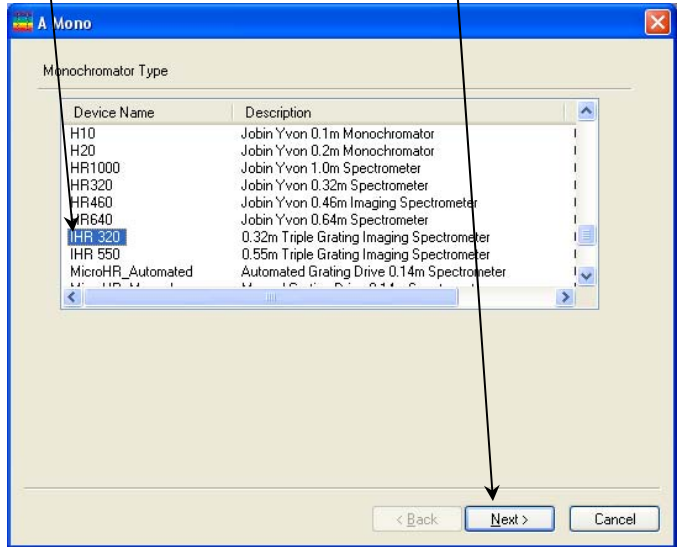 A Mono
Monochromator Type
Device Name Description
H10 Jobin Yvon 0.1m Monochromator
H20 Jobin Yvon 0.2m Monochromator
HR1000 Jobin Yvon 1.0m Spectrometer
HR320 Jobin Yvon 0.32m Spectrometer
HR460 Jobin Yvon 0.46m Imaging Spectrometer
HR640 Jobin Yvon 0.64m Spectrometer
IHR 320 0.32m Triple Grating Imaging Spectrometer
IHR 550 0.55m Triple Grating Imaging Spectrometer
MicroHR_Automated Automated Grating Drive 0.14m Spectrometer
< Back Next > Cancel